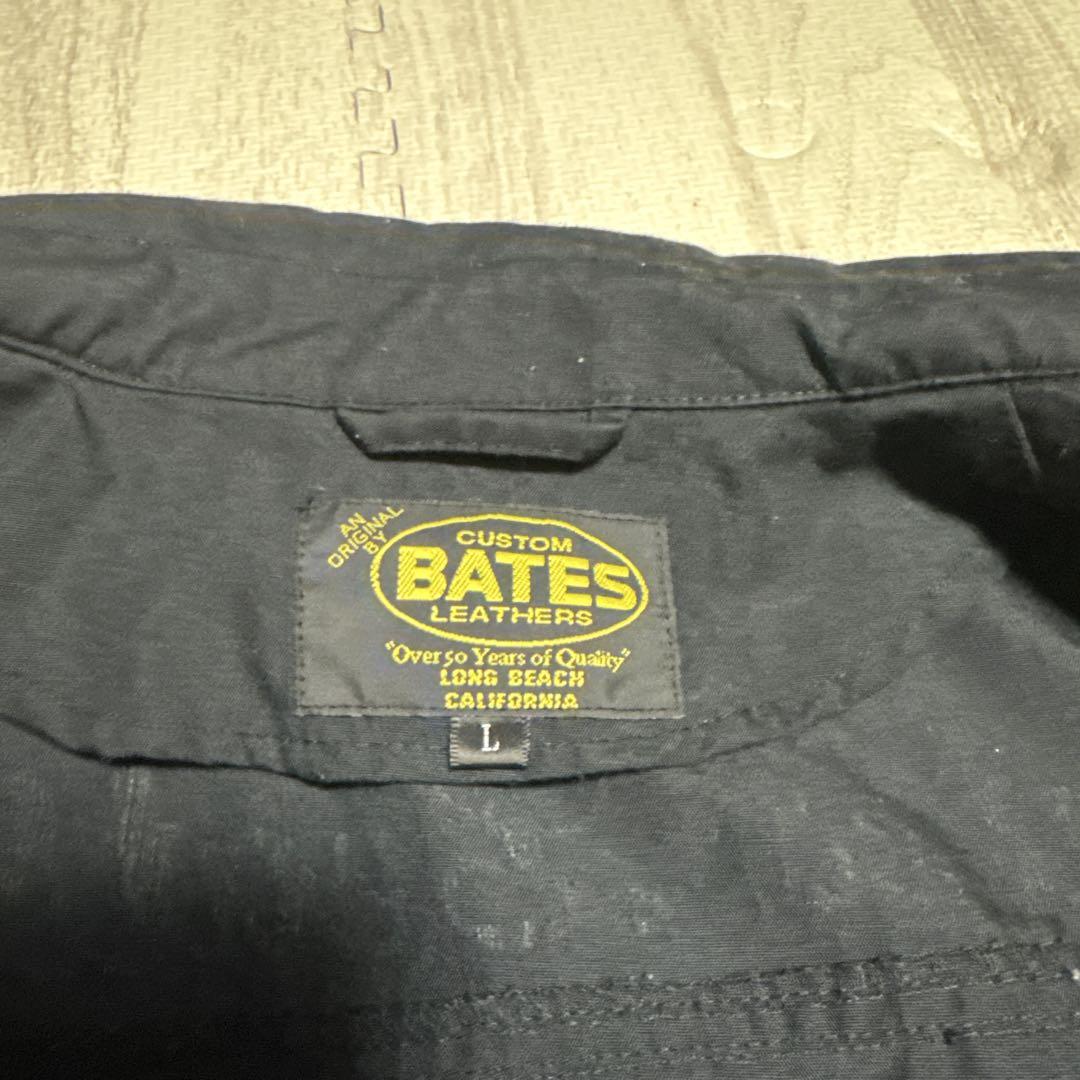 AN
ORIGINAL
BY
CUSTOM
BATES
LEATHERS
"Over 50 Years of Quality"
LONG BEACH
CALIFORNIA
L